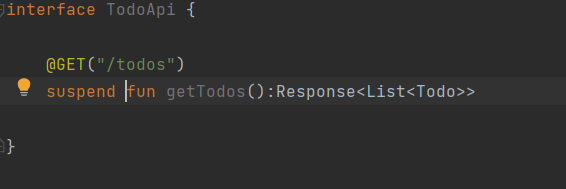 interface TodoApi {
@GET("/todos")
suspend fun getTodos():Response<List<Todo>>
}